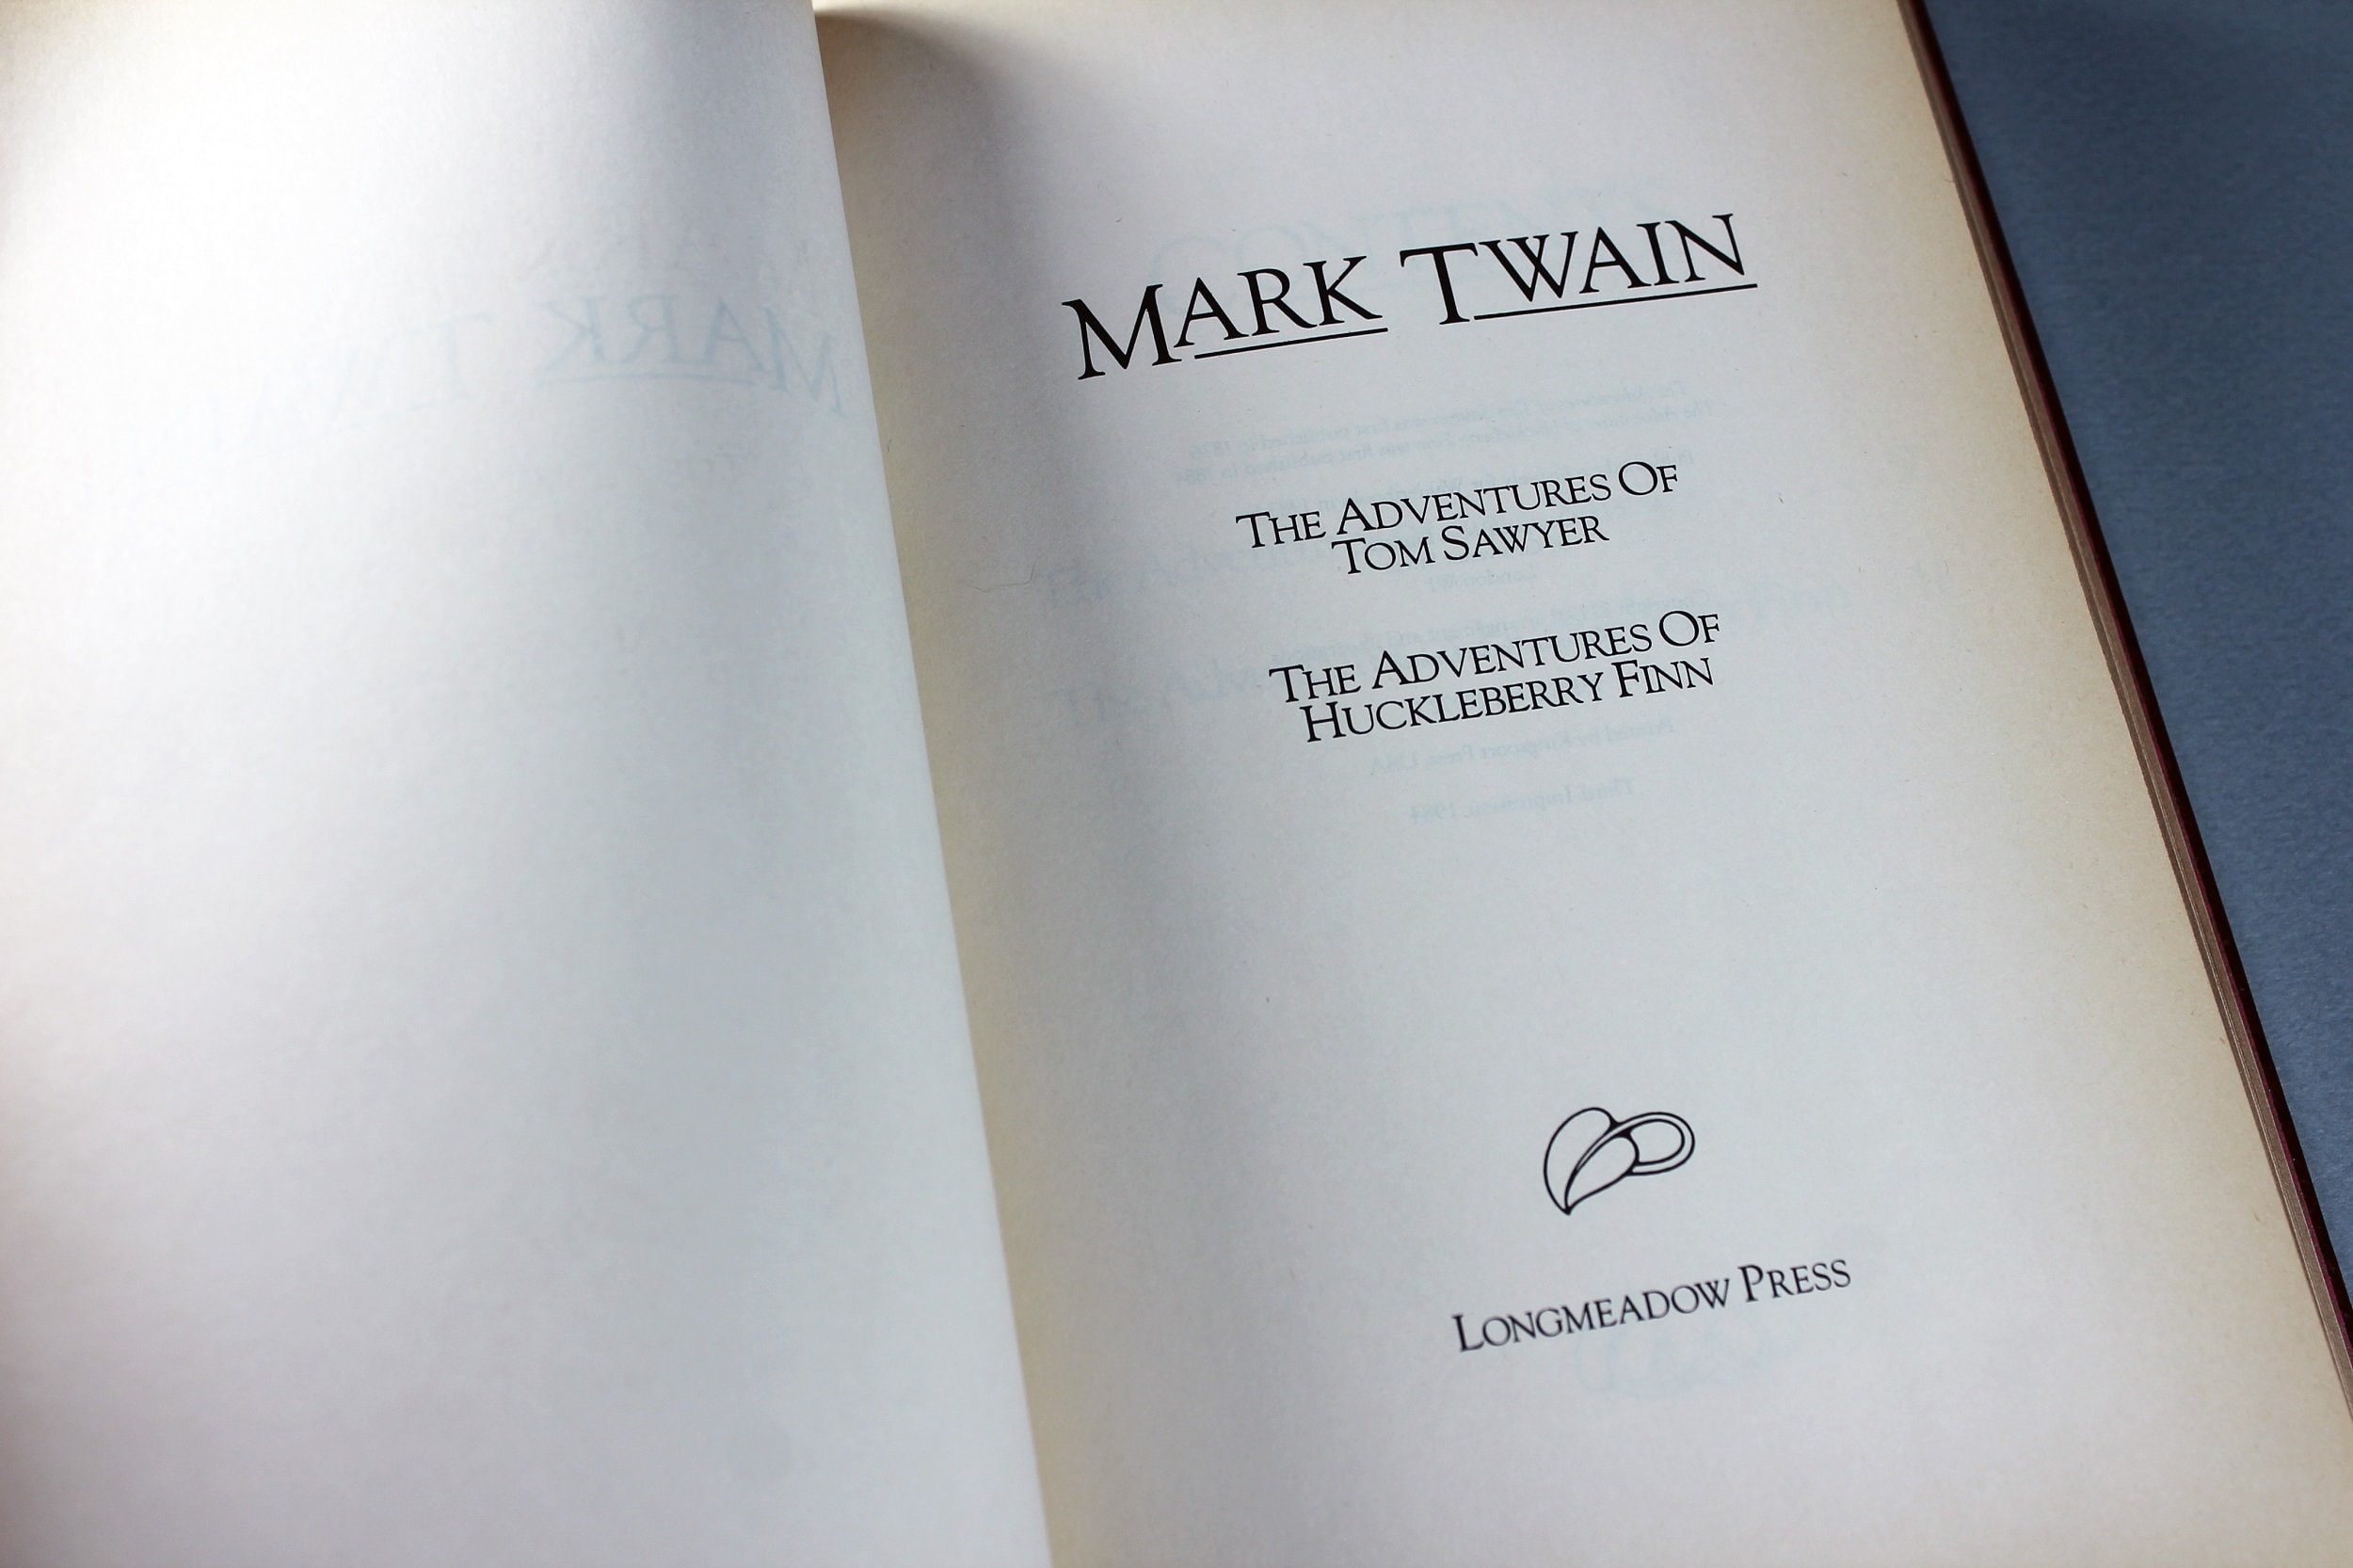 MARK TWAIN
THE ADVENTURES OF
TOM SAWYER
THE ADVENTURES OF
HUCKLEBERRY FINN
LONGMEADOW PRESS